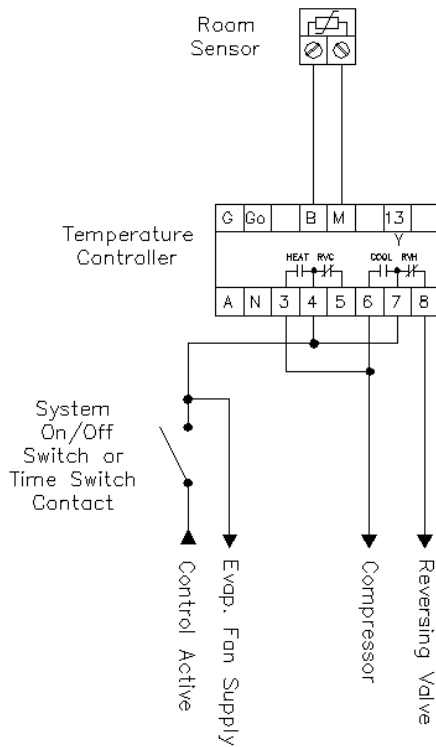 Room
Sensor
G Go B M 13
Y
Temperature
Controller
HEAT RVC COOL RVH
A N 3 4 5 6 7 8
System
On/Off
Switch or
Time Switch
Contact
Control Active
Evap. Fan Supply
Compressor
Reversing Valve